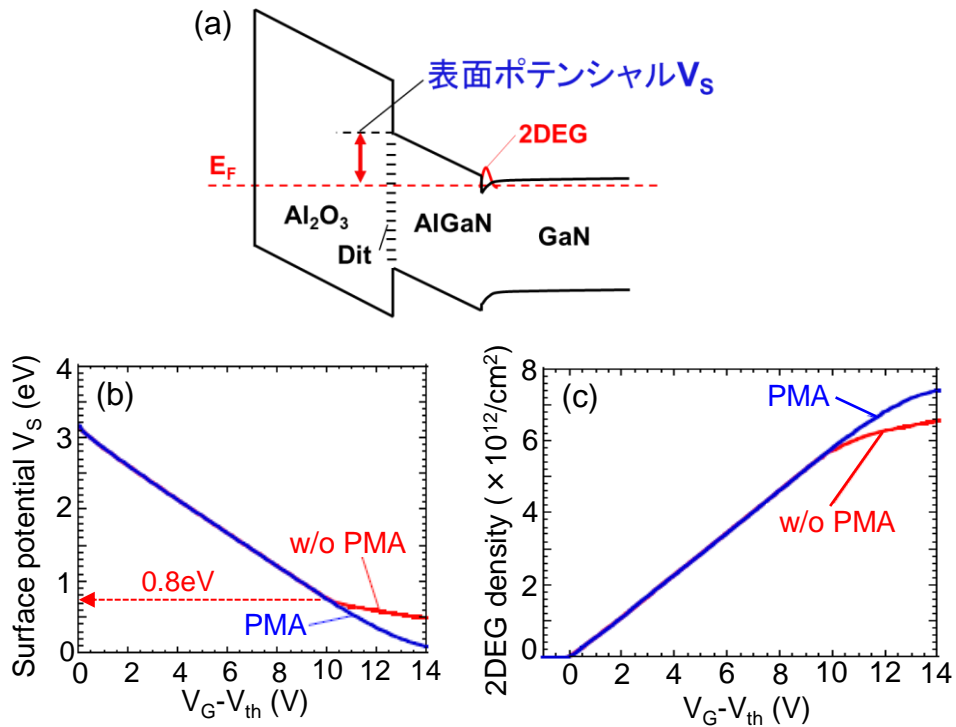 (a)
表面ポテンシャルVS
2DEG
EF
Al2O3
AlGaN
GaN
Dit
(b)
Surface potential VS (eV)
4
3
2
1
0
w/o PMA
0.8eV
PMA
0 2 4 6 8 10 12 14
VG-Vth (V)
(c)
2DEG density (×10^12/cm^2)
8
6
4
2
0
PMA
w/o PMA
0 2 4 6 8 10 12 14
VG-Vth (V)